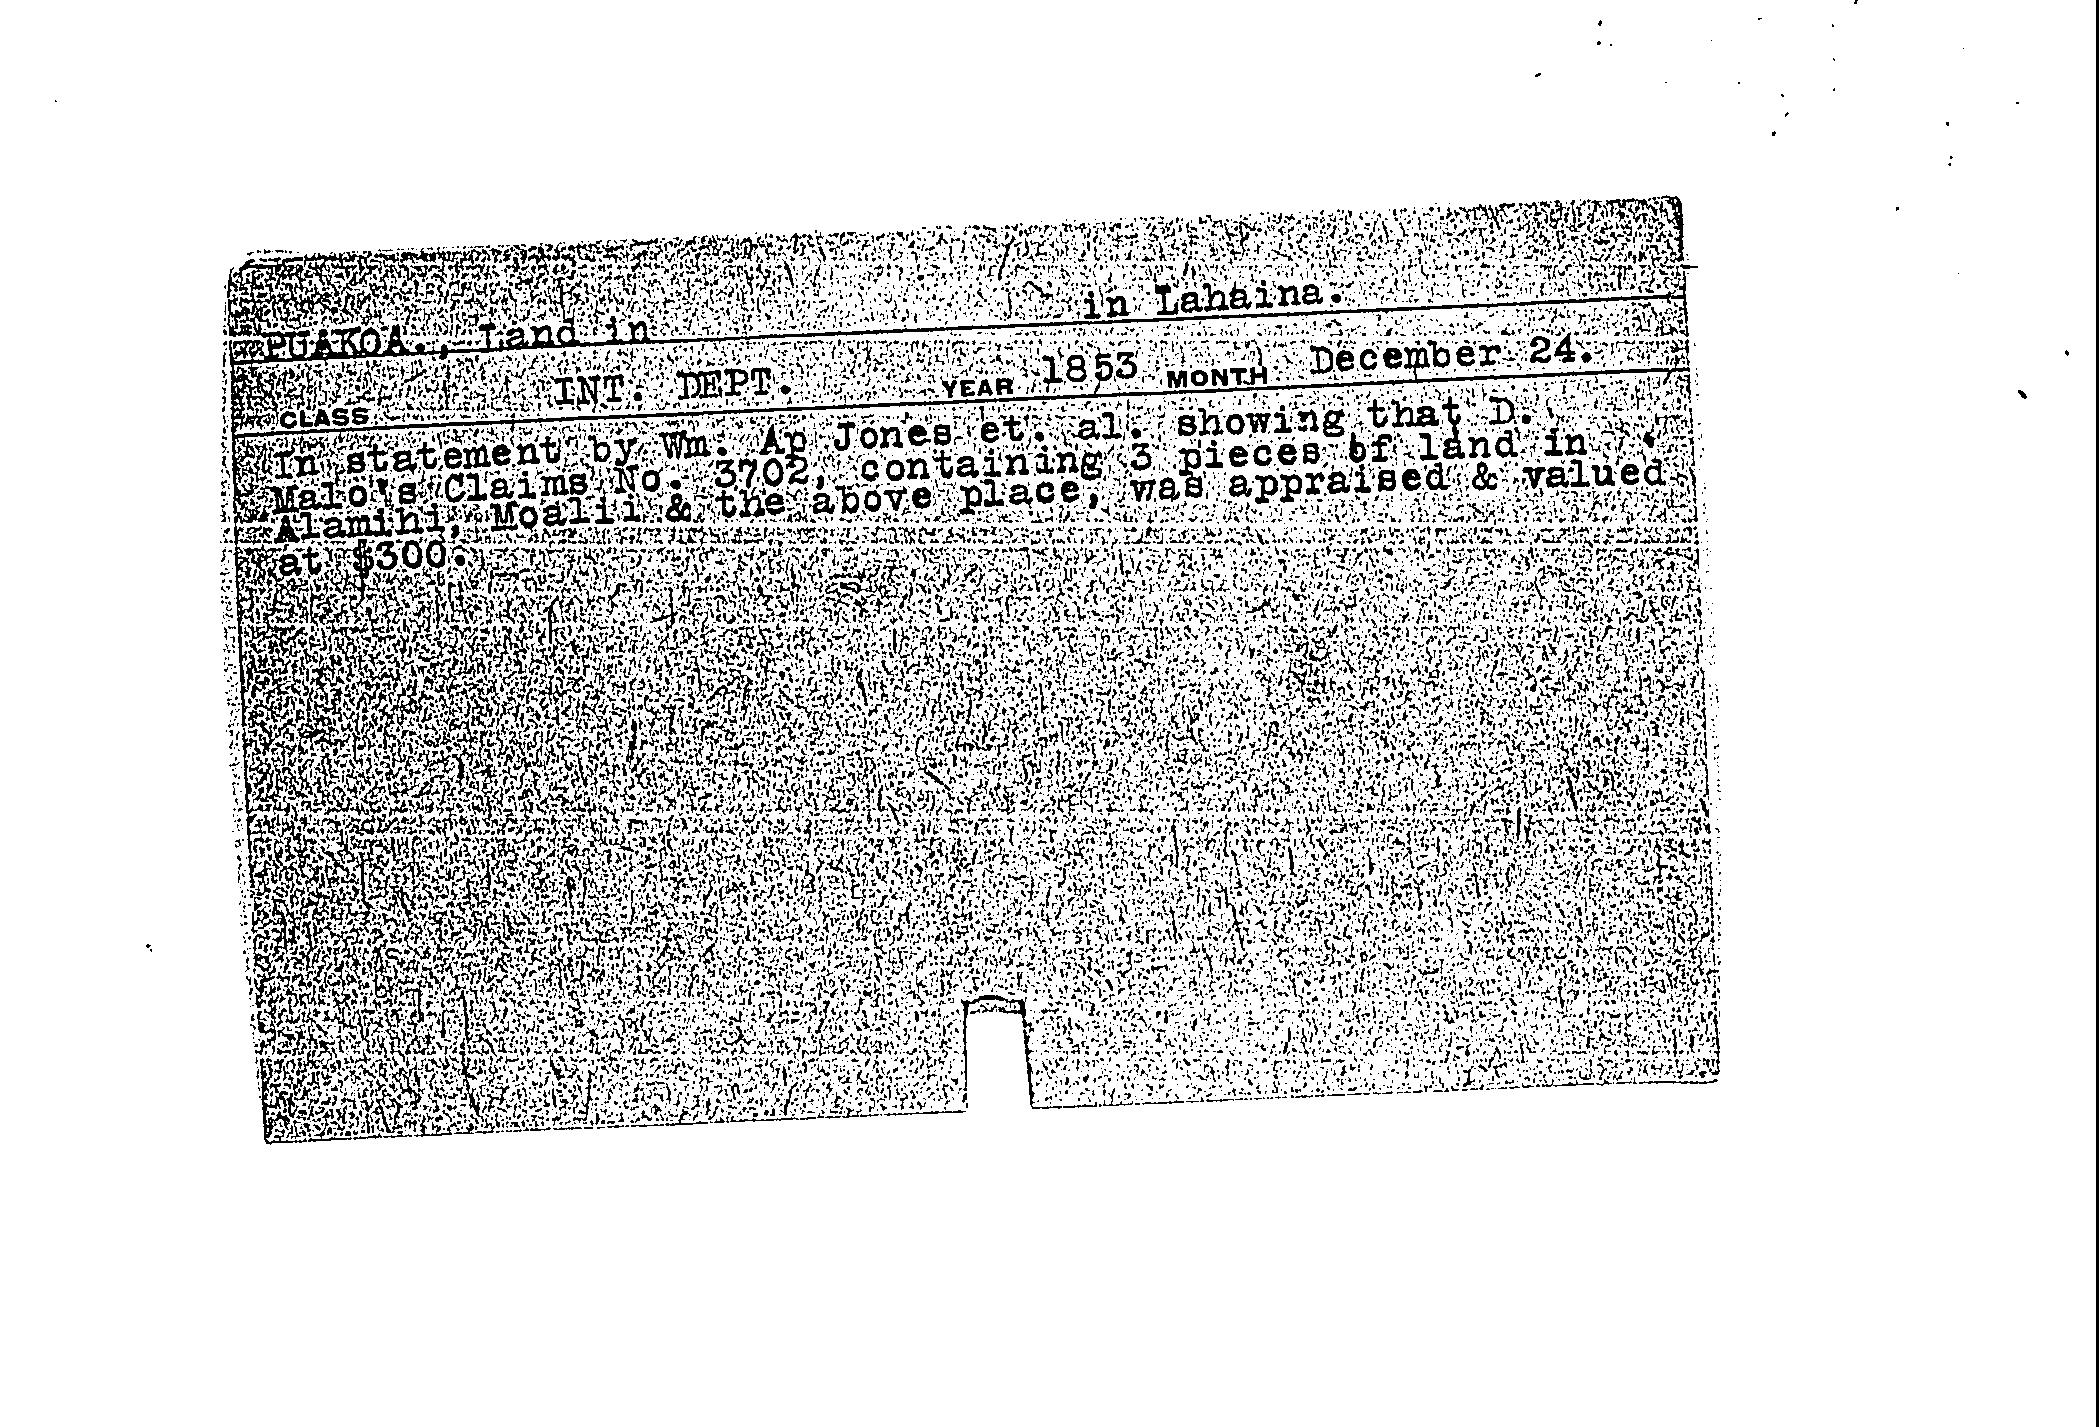 PUAKOA., Land in in Lahaina.
CLASS INT. DEPT. YEAR 1853 MONTH December 24.
In statement by Wm. Ap Jones et. al. showing that D.
Malo's Claims No. 3702, containing 3 pieces of land in
Alamihi, Moalii & the above place, was appraised & valued
at $300.